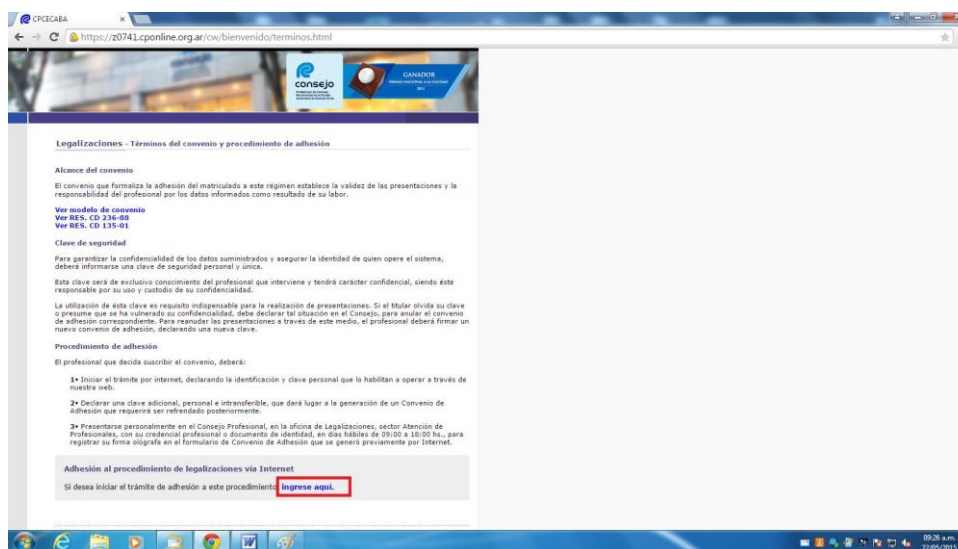 CPCECABA
https://z0741.cponline.org.ar/cw/bienvenido/terminos.html
consejo
GANADOR
PREMIO NACIONAL A LA CALIDAD
2011
Legalizaciones - Términos del convenio y procedimiento de adhesión
Alcance del convenio
El convenio que formaliza la adhesión del matriculado a este régimen establece la validez de las presentaciones y la
responsabilidad del profesional por los datos informados como resultado de su labor.
Ver modelo de convenio
Ver RES. CD 236-88
Ver RES. CD 135-01
Clave de seguridad
Para garantizar la confidencialidad de los datos suministrados y asegurar la identidad de quien opere el sistema,
deberá informarse una clave de seguridad personal y única.
Esta clave será de exclusivo conocimiento del profesional que interviene y tendrá carácter confidencial, siendo éste
responsable por su uso y custodio de su confidencialidad.
La utilización de ésta clave es requisito indispensable para la realización de presentaciones. Si el titular olvida su clave
o presume que se ha vulnerado su confidencialidad, debe declarar tal situación en el Consejo, para anular el convenio
de adhesión correspondiente. Para reanudar las presentaciones a través de este medio, el profesional deberá firmar un
nuevo convenio de adhesión, declarando una nueva clave.
Procedimiento de adhesión
El profesional que decida suscribir el convenio, deberá:
1• Iniciar el trámite por internet, declarando la identificación y clave personal que lo habilitan a operar a través de
nuestra web.
2• Declarar una clave adicional, personal e intransferible, que dará lugar a la generación de un Convenio de
Adhesión que requerirá ser refrendado posteriormente.
3• Presentarse personalmente en el Consejo Profesional, en la oficina de Legalizaciones, sector Atención de
Profesionales, con su credencial profesional o documento de identidad, en días hábiles de 09:00 a 18:00 hs., para
registrar su firma ológrafa en el formulario de Convenio de Adhesión que se generó previamente por Internet.
Adhesión al procedimiento de legalizaciones vía Internet
Si desea iniciar el trámite de adhesión a este procedimiento ingrese aquí.
09:26 a.m.
22/05/2015